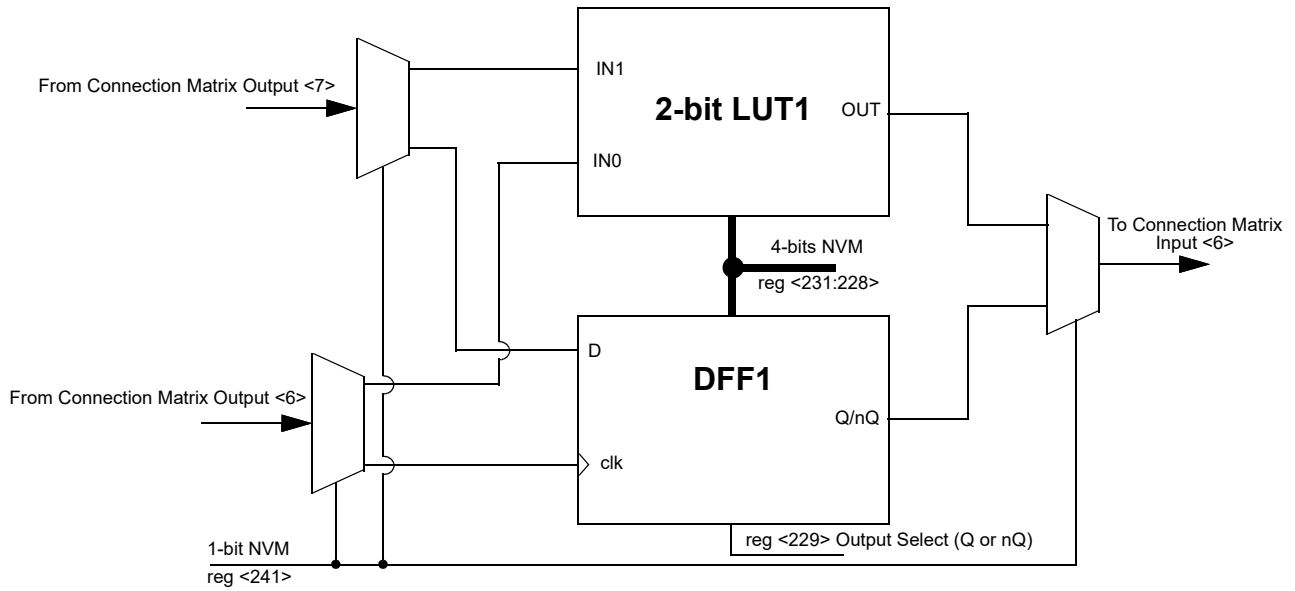 From Connection Matrix Output <7>
IN1
2-bit LUT1
OUT
IN0
4-bits NVM
reg <231:228>
To Connection Matrix
Input <6>
D
DFF1
From Connection Matrix Output <6>
Q/nQ
clk
reg <229> Output Select (Q or nQ)
1-bit NVM
reg <241>